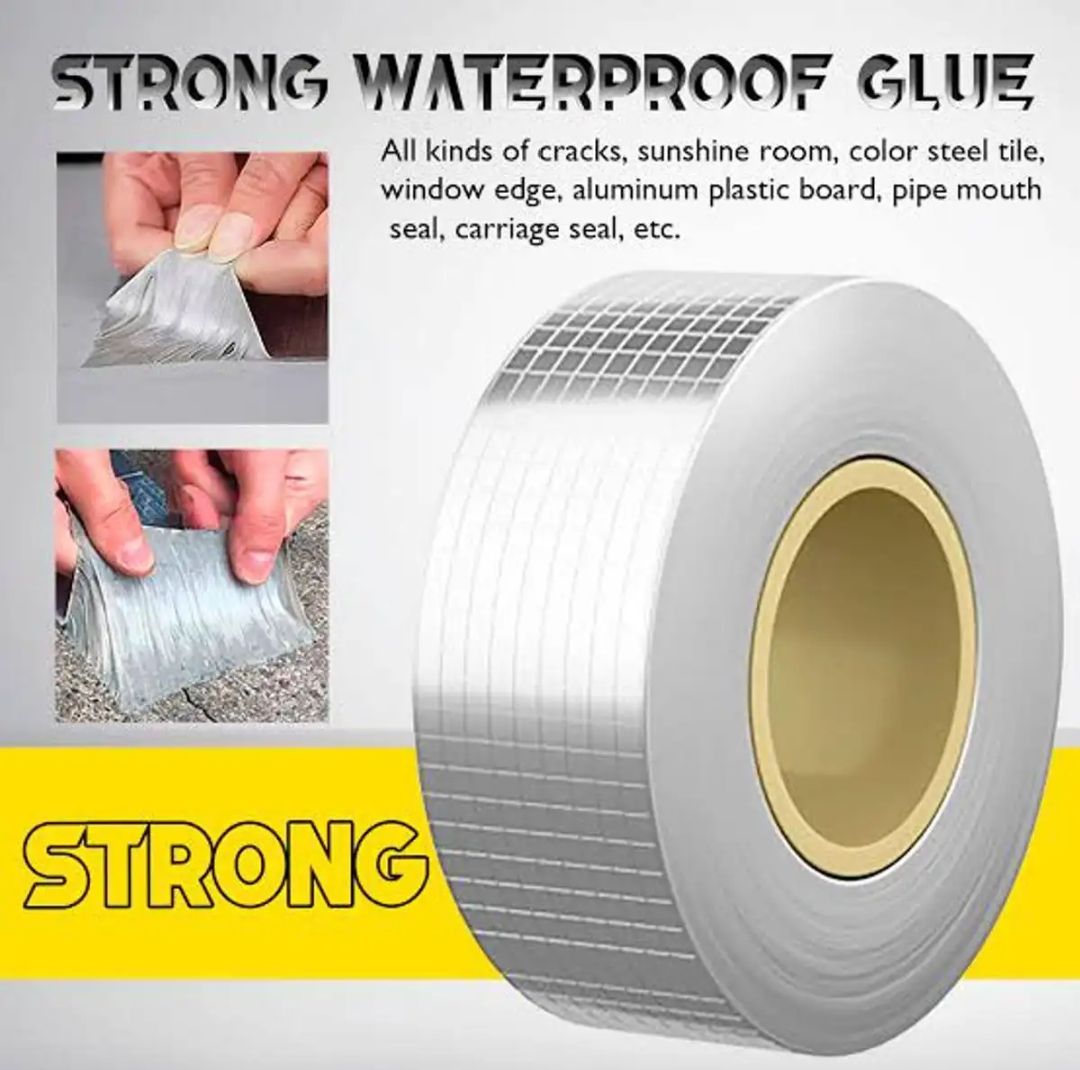 STRONG WATERPROOF GLUE
All kinds of cracks, sunshine room, color steel tile,
window edge, aluminum plastic board, pipe mouth
seal, carriage seal, etc.
STRONG